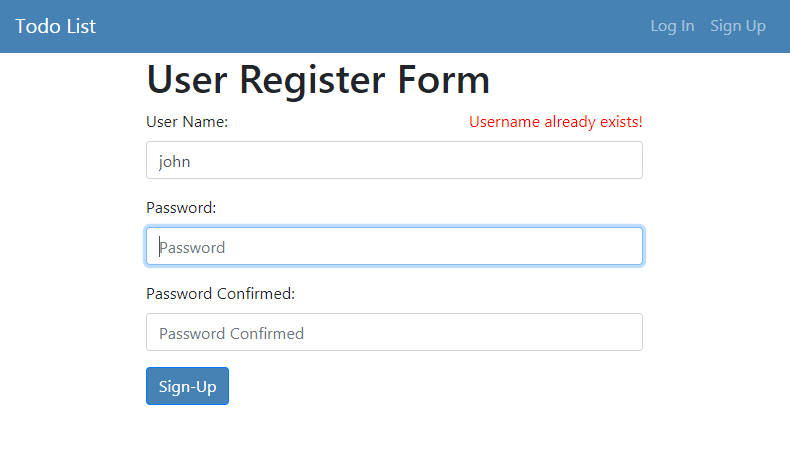 Todo List Log In Sign Up
User Register Form
User Name: Username already exists!
john
Password:
Password
Password Confirmed:
Password Confirmed
Sign-Up